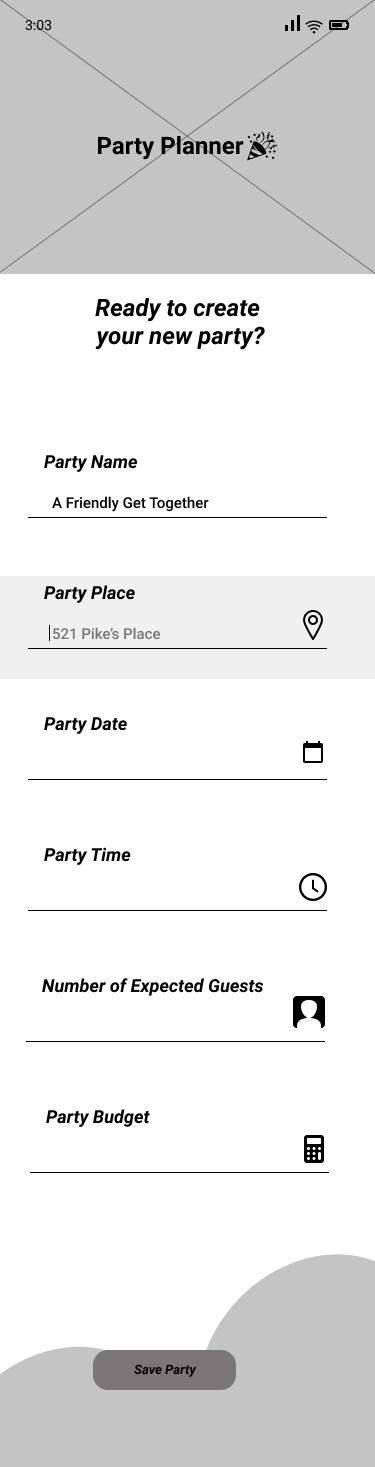 3:03
Party Planner
Ready to create
your new party?
Party Name
A Friendly Get Together
Party Place
521 Pike's Place
Party Date
Party Time
Number of Expected Guests
Party Budget
Save Party